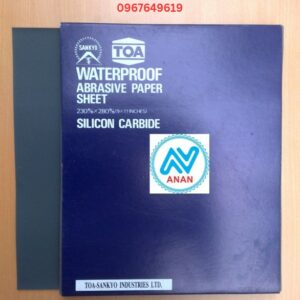 0967649619
SANKYO
TOA
WATERPROOF
ABRASIVE PAPER
SHEET
230%×280%(9×11 INCHES)
SILICON CARBIDE
ANAN
TOA-SANKYO INDUSTRIES LTD.